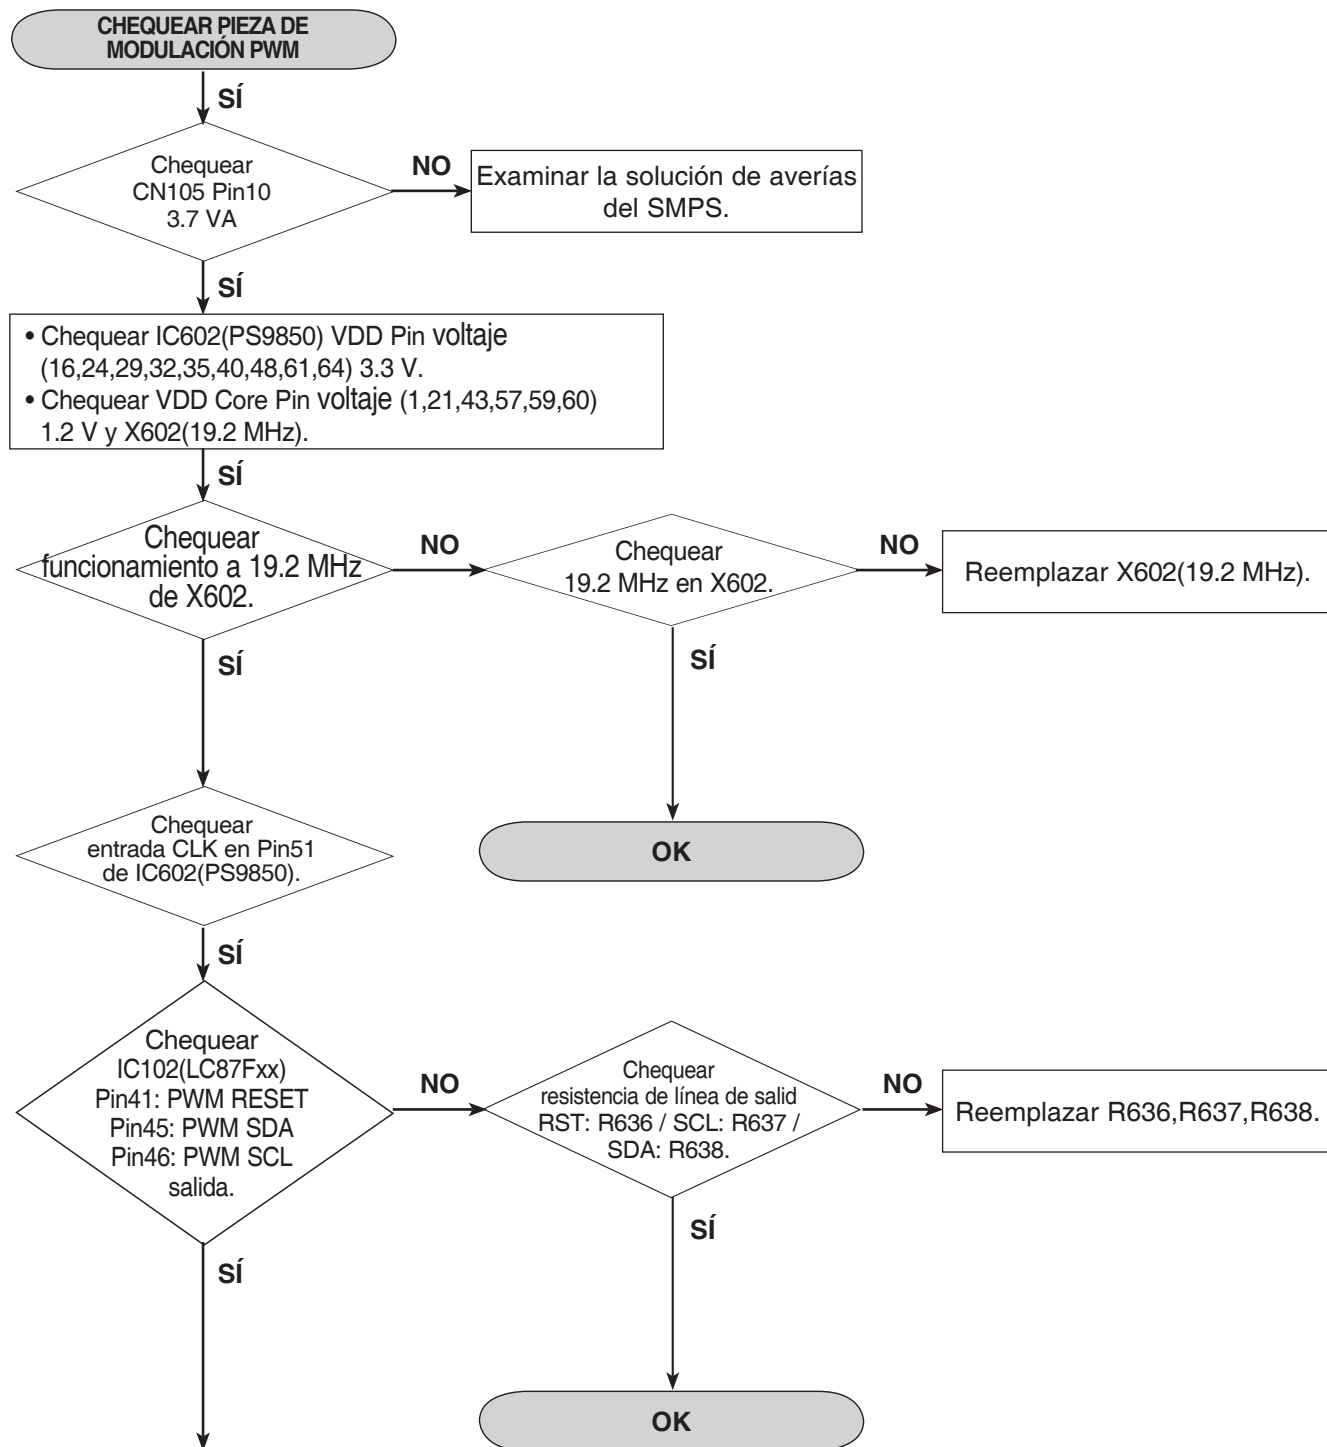 CHEQUEAR PIEZA DE
MODULACIÓN PWM
SÍ
Chequear
CN105 Pin10
3.7 VA
NO
Examinar la solución de averías
del SMPS.
SÍ
• Chequear IC602(PS9850) VDD Pin voltaje
(16,24,29,32,35,40,48,61,64) 3.3 V.
• Chequear VDD Core Pin voltaje (1,21,43,57,59,60)
1.2 V y X602(19.2 MHz).
SÍ
Chequear
funcionamiento a 19.2 MHz
de X602.
NO
Chequear
19.2 MHz en X602.
NO
Reemplazar X602(19.2 MHz).
SÍ
SÍ
OK
Chequear
entrada CLK en Pin51
de IC602(PS9850).
SÍ
Chequear
IC102(LC87Fxx)
Pin41: PWM RESET
Pin45: PWM SDA
Pin46: PWM SCL
salida.
NO
Chequear
resistencia de línea de salid
RST: R636 / SCL: R637 /
SDA: R638.
NO
Reemplazar R636,R637,R638.
SÍ
SÍ
OK